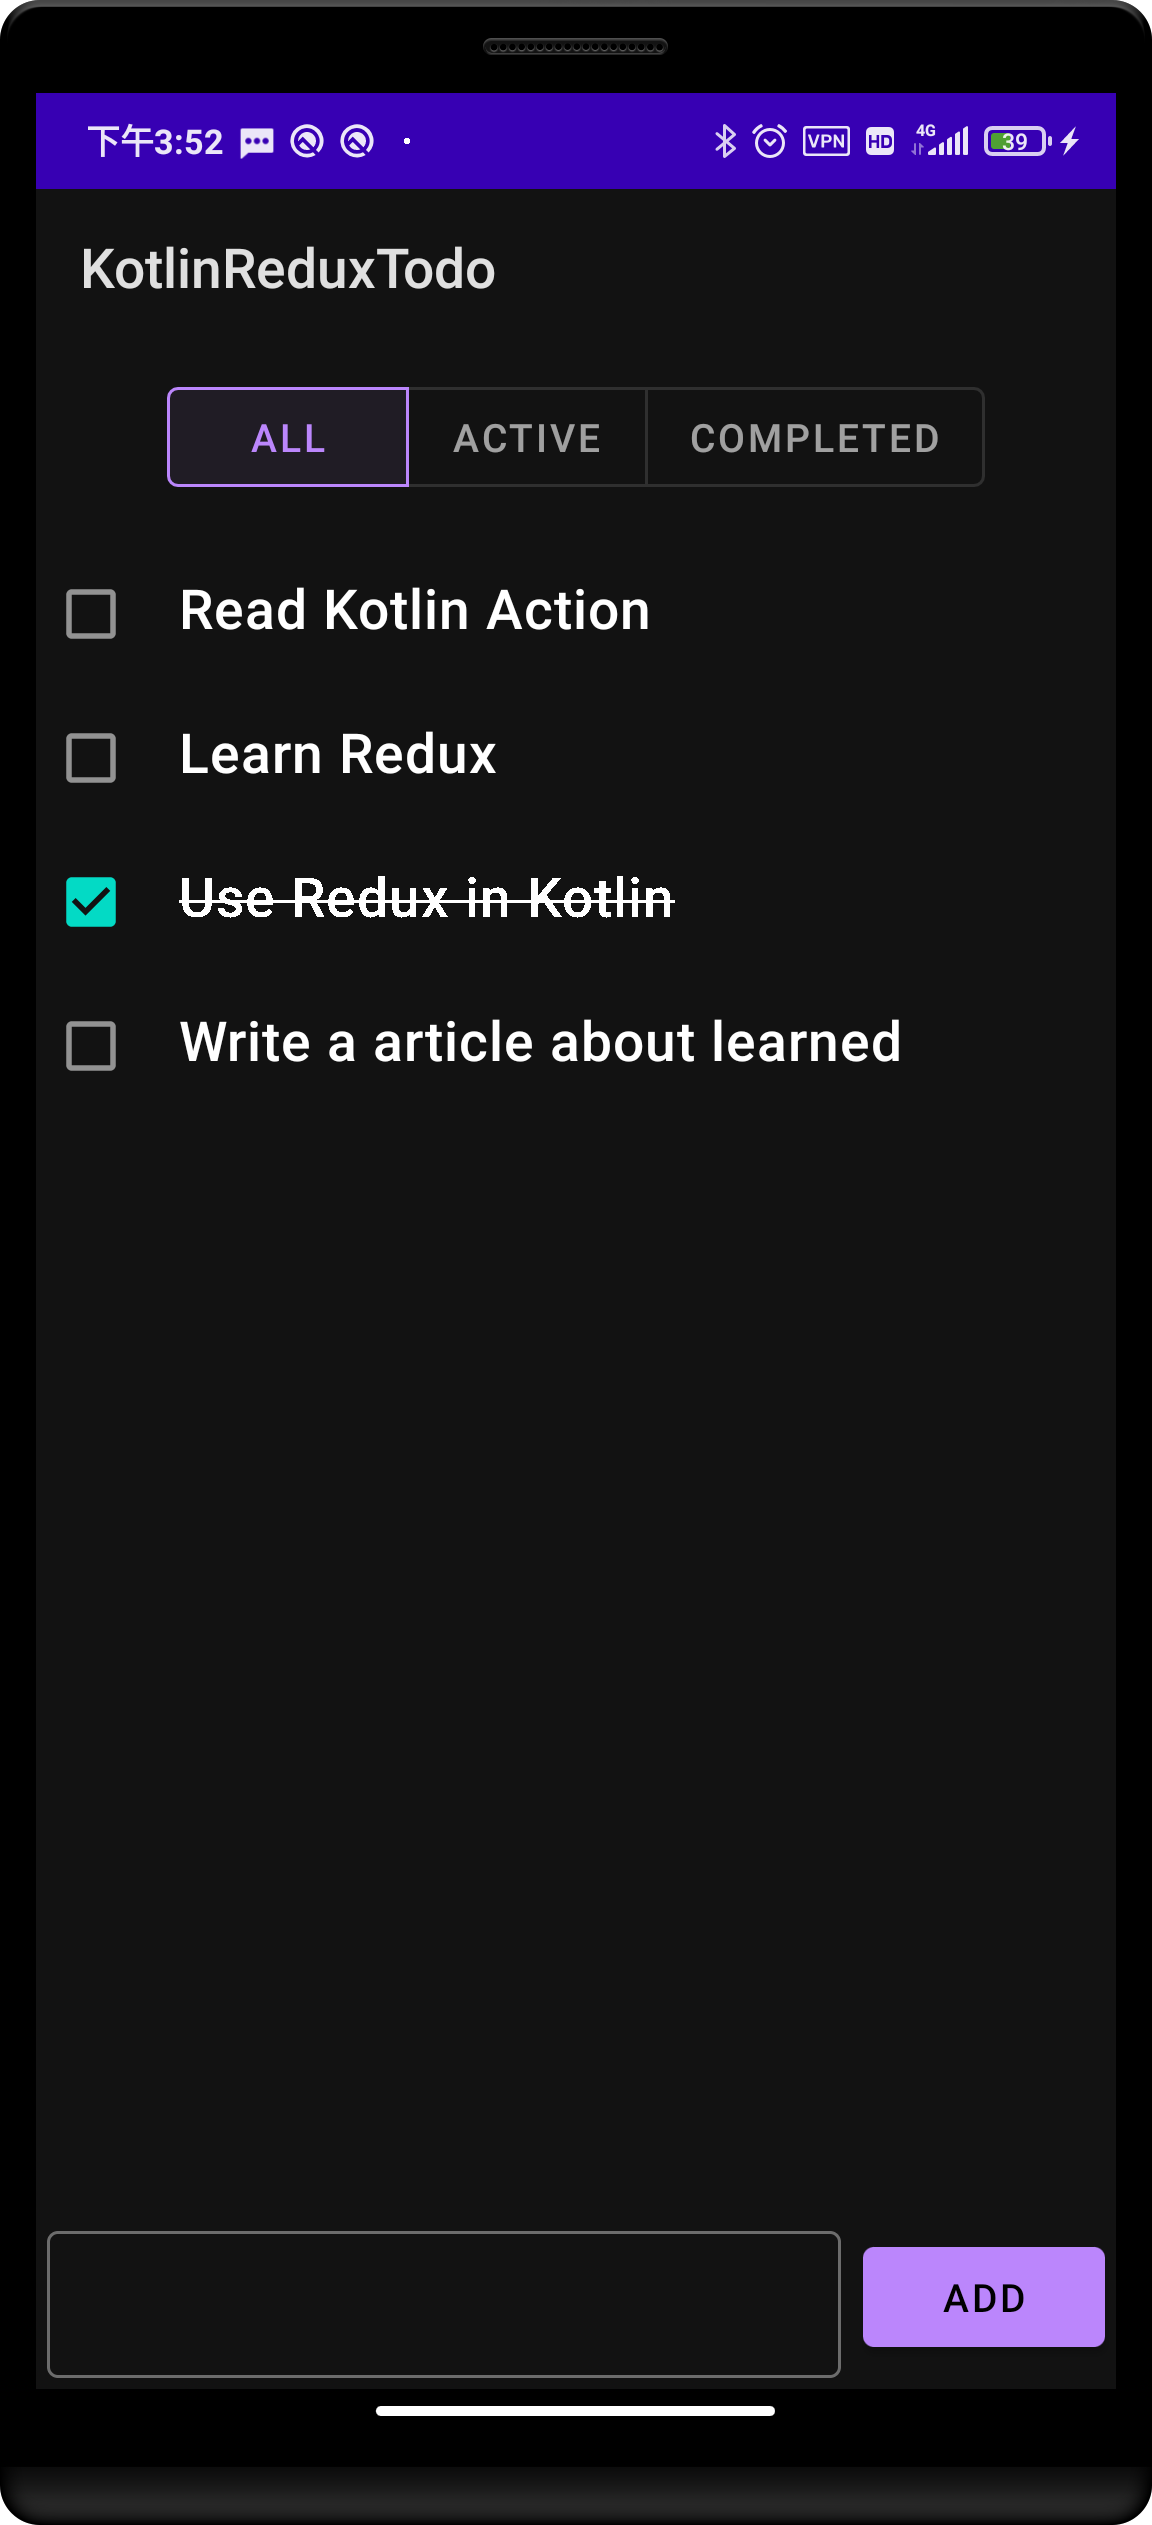 下午3:52 VPN HD 4G 39
KotlinReduxTodo
ALL ACTIVE COMPLETED
Read Kotlin Action
Learn Redux
Use Redux in Kotlin
Write a article about learned
ADD